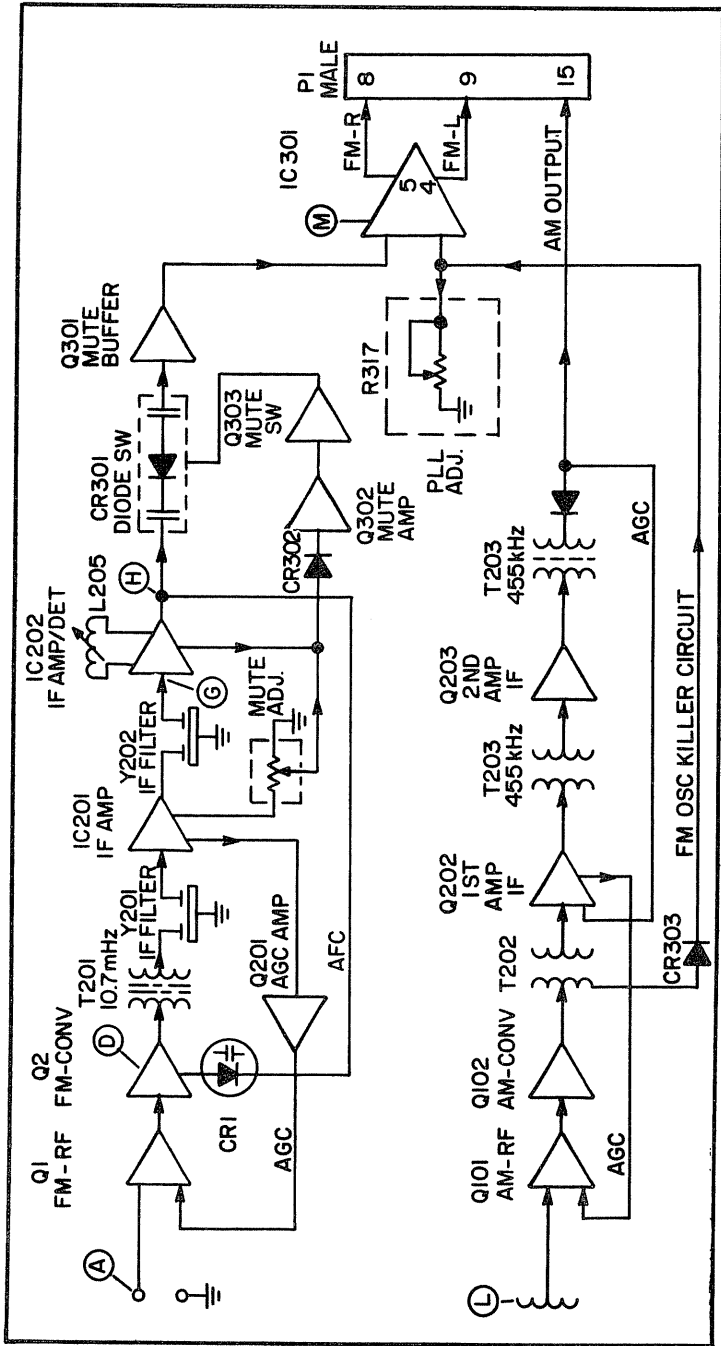 A
Q1
FM-RF
Q2
FM-CONV
D
T201
10.7mHz
Y201
IF FILTER
IC201
IF AMP
Y202
IF FILTER
IC202
IF AMP/DET
L205
G
H
CR301
DIODE SW
Q301
MUTE
BUFFER
IC301
M
5
4
FM-R
FM-L
P1
MALE
8
9
15
CR1
AGC
Q201
AGC AMP
AFC
MUTE
ADJ.
CR302
Q302
MUTE
AMP
Q303
MUTE
SW
R317
PLL
ADJ.
L
Q101
AM-RF
AGC
Q102
AM-CONV
T202
Q202
1ST
AMP
IF
T203
455kHz
Q203
2ND
AMP
IF
T203
455kHz
AGC
AM OUTPUT
CR303
FM OSC KILLER CIRCUIT